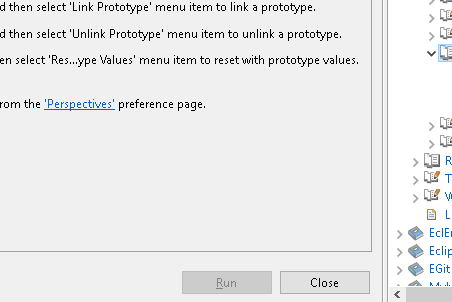 d then select 'Link Prototype' menu item to link a prototype.
d then select 'Unlink Prototype' menu item to unlink a prototype.
en select 'Res...ype Values' menu item to reset with prototype values.
rom the 'Perspectives' preference page.
Run
Close
R
T
L
EclEr
Eclip
EGit